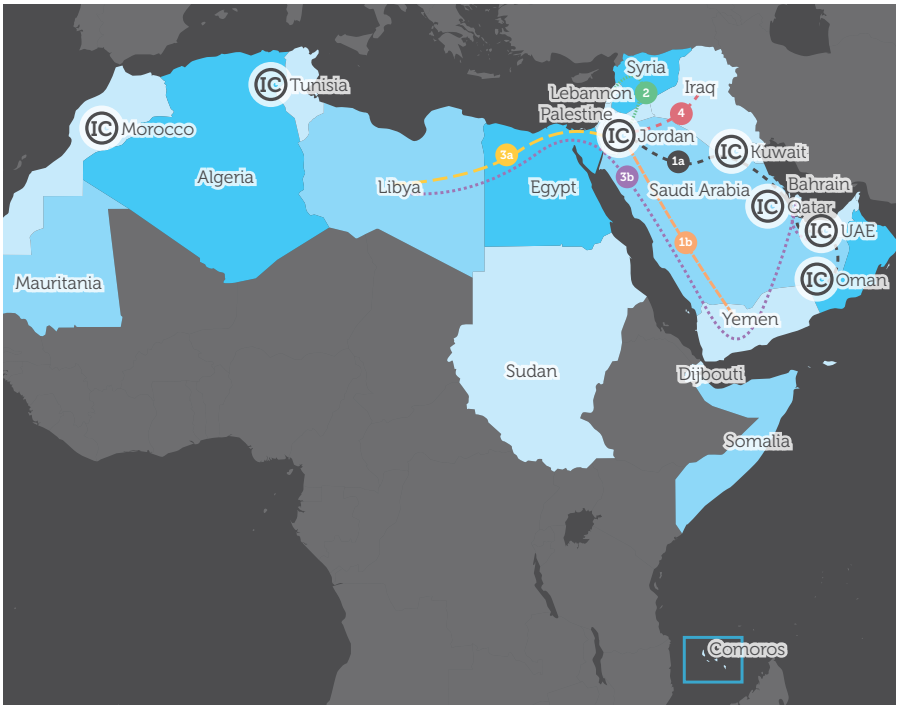 Syria
IC Tunisia
Iraq
Lebannon 2
Palestine
4
IC Morocco
IC Jordan
3a
1a
IC Kuwait
Algeria
3b
Libya
Egypt
Saudi Arabia
Bahrain
IC Qatar
IC UAE
1b
Mauritania
IC Oman
Yemen
Sudan
Dijbouti
Somalia
Comoros